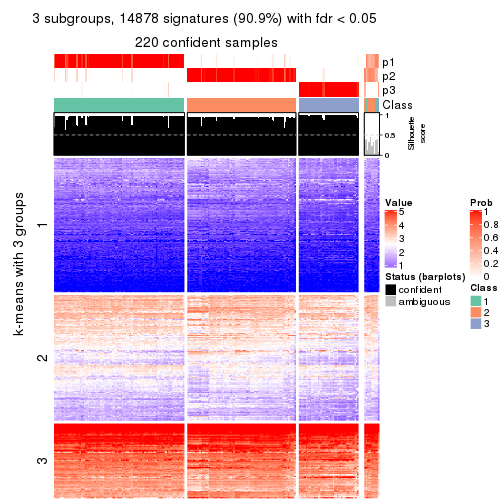 3 subgroups, 14878 signatures (90.9%) with fdr < 0.05
220 confident samples
p1
p2
p3
Class
1
0.5
0
Silhouette
score
k-means with 3 groups
1
2
3
Value
5
4
3
2
1
Status (barplots)
confident
ambiguous
Prob
1
0.8
0.6
0.4
0.2
0
Class
1
2
3